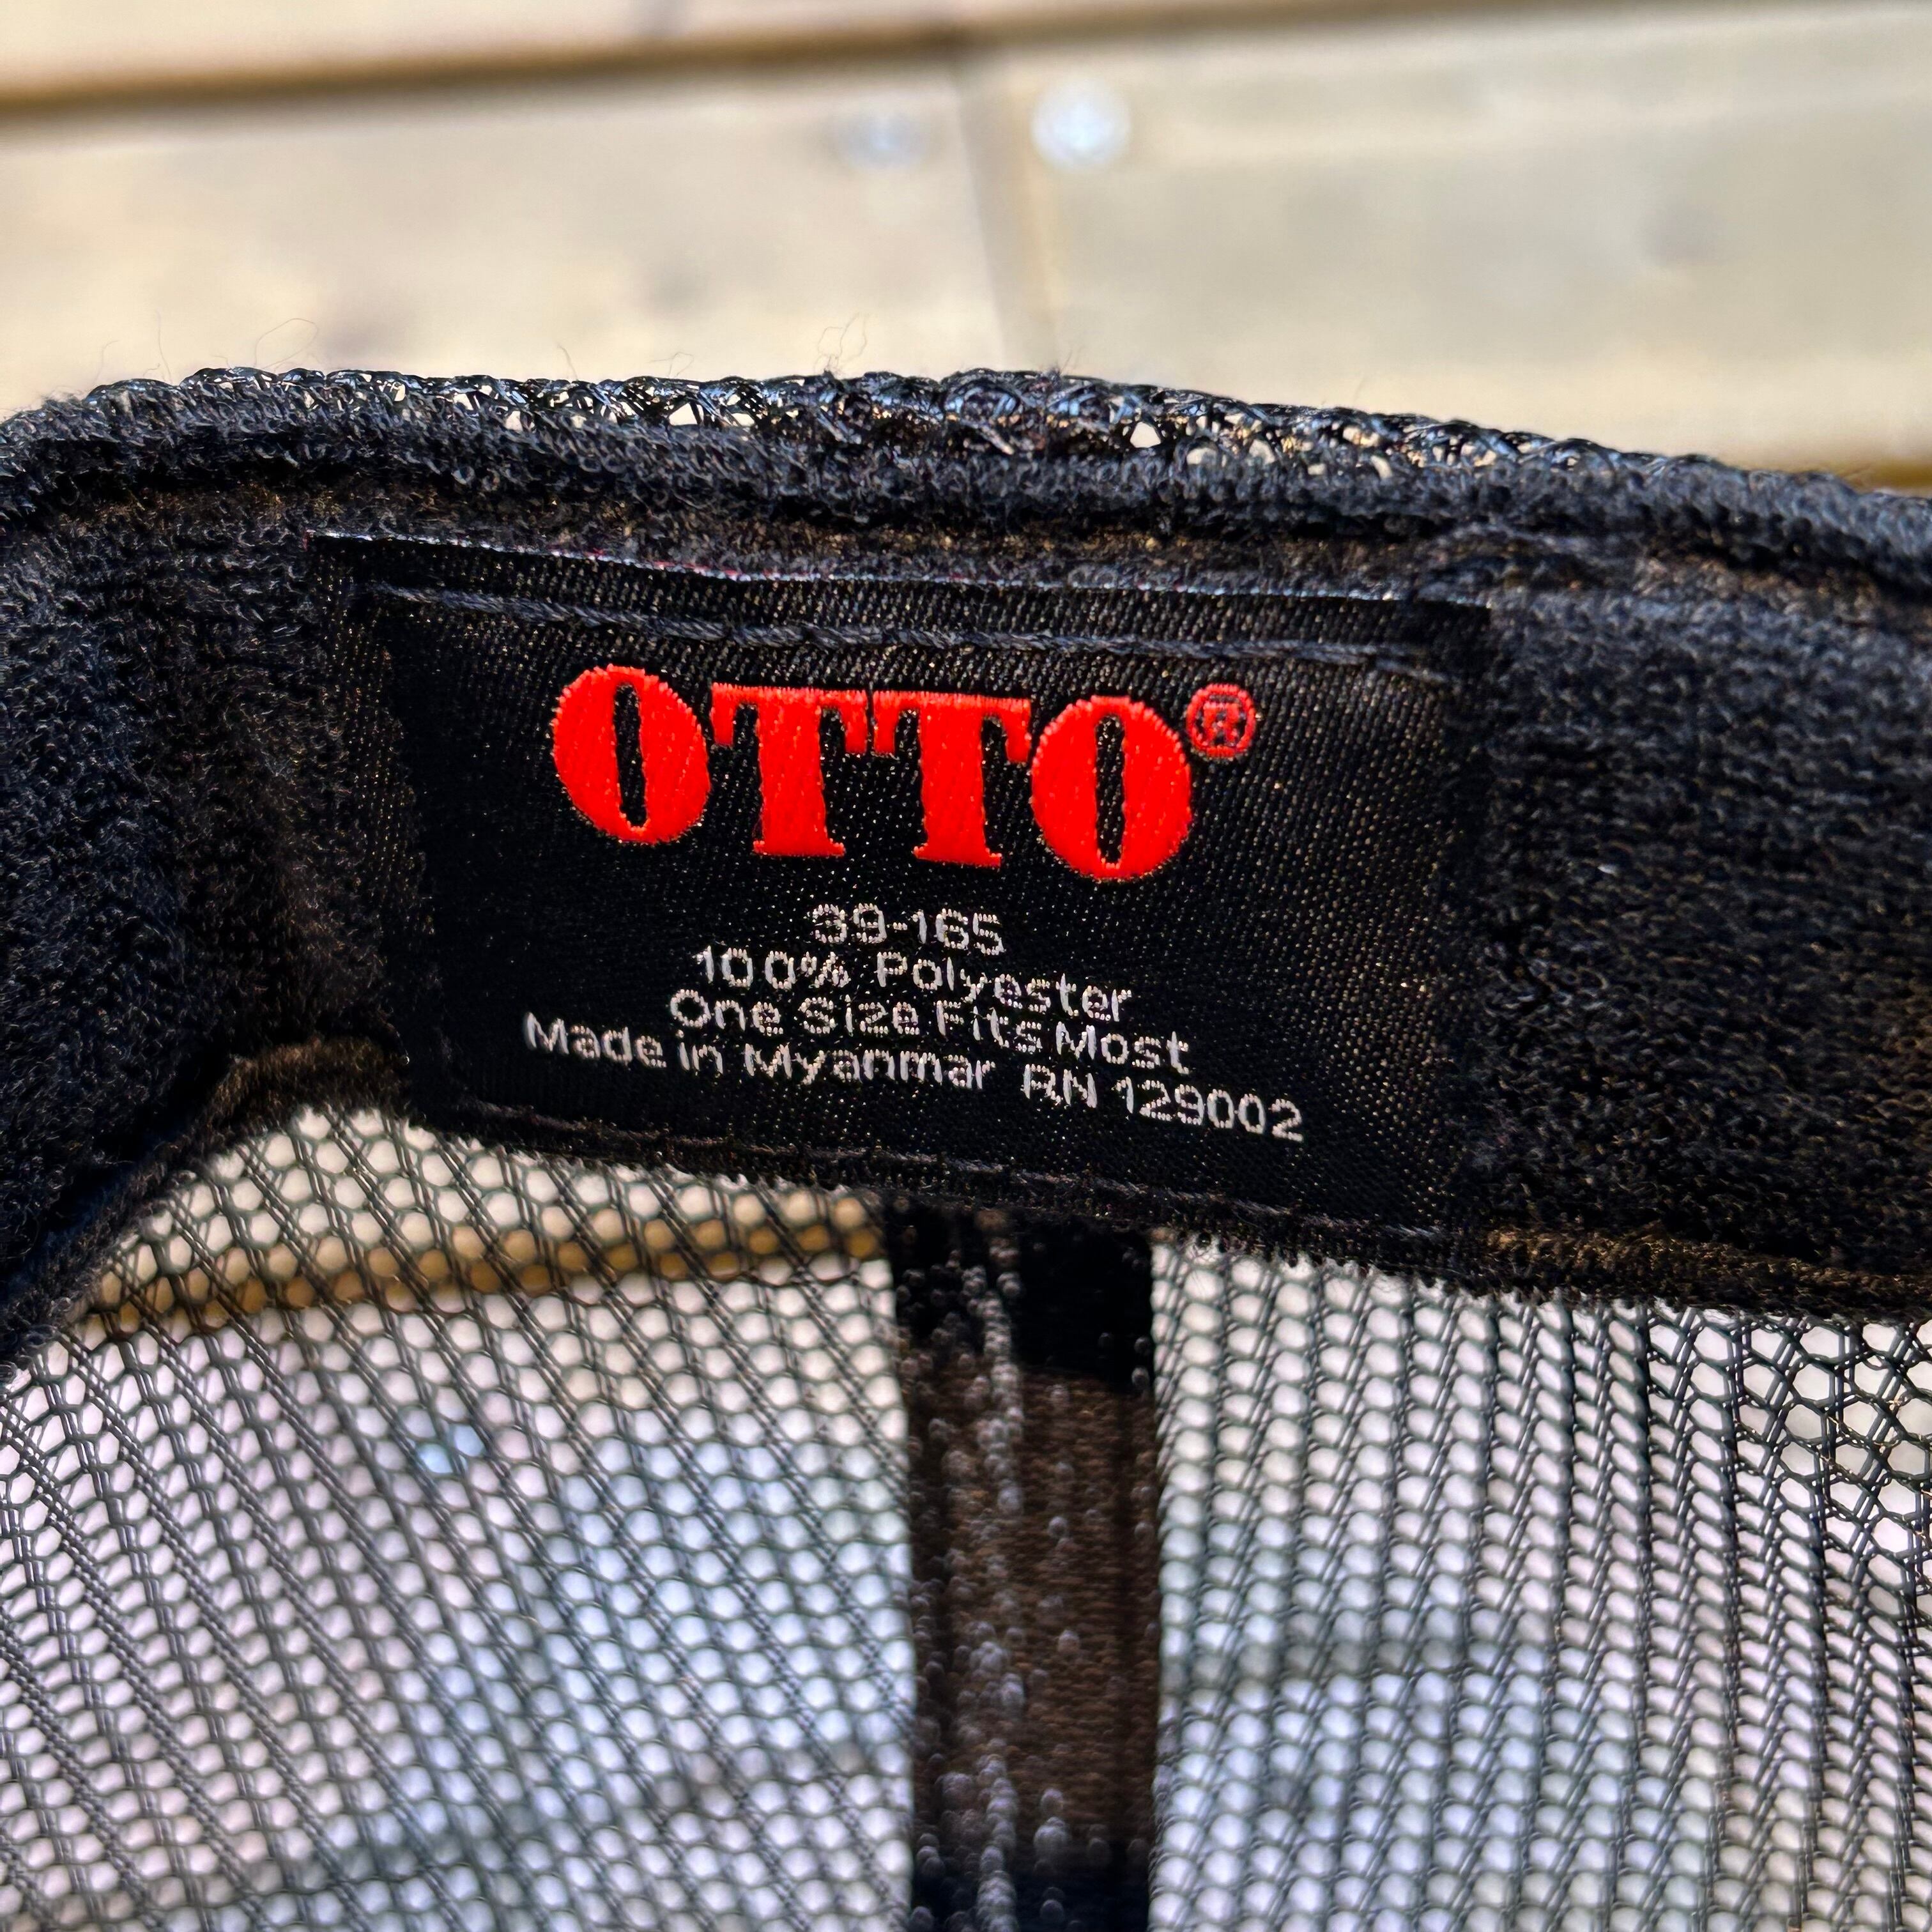 OTTO®
39-165
100% Polyester
One Size Fits Most
Made in Myanmar RN 129002